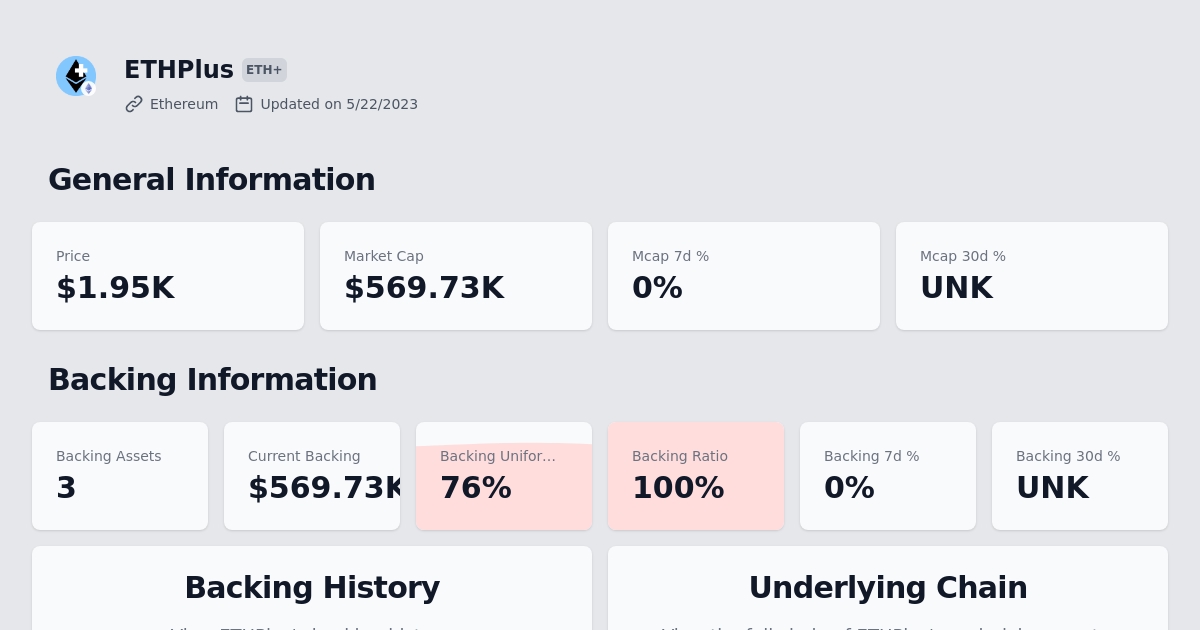 ETHPlus ETH+
Ethereum Updated on 5/22/2023
General Information
Price Market Cap Mcap 7d % Mcap 30d %
$1.95K $569.73K 0% UNK
Backing Information
Backing Assets Current Backing Backing Unifor... Backing Ratio Backing 7d % Backing 30d %
3 $569.73K 76% 100% 0% UNK
Backing History Underlying Chain